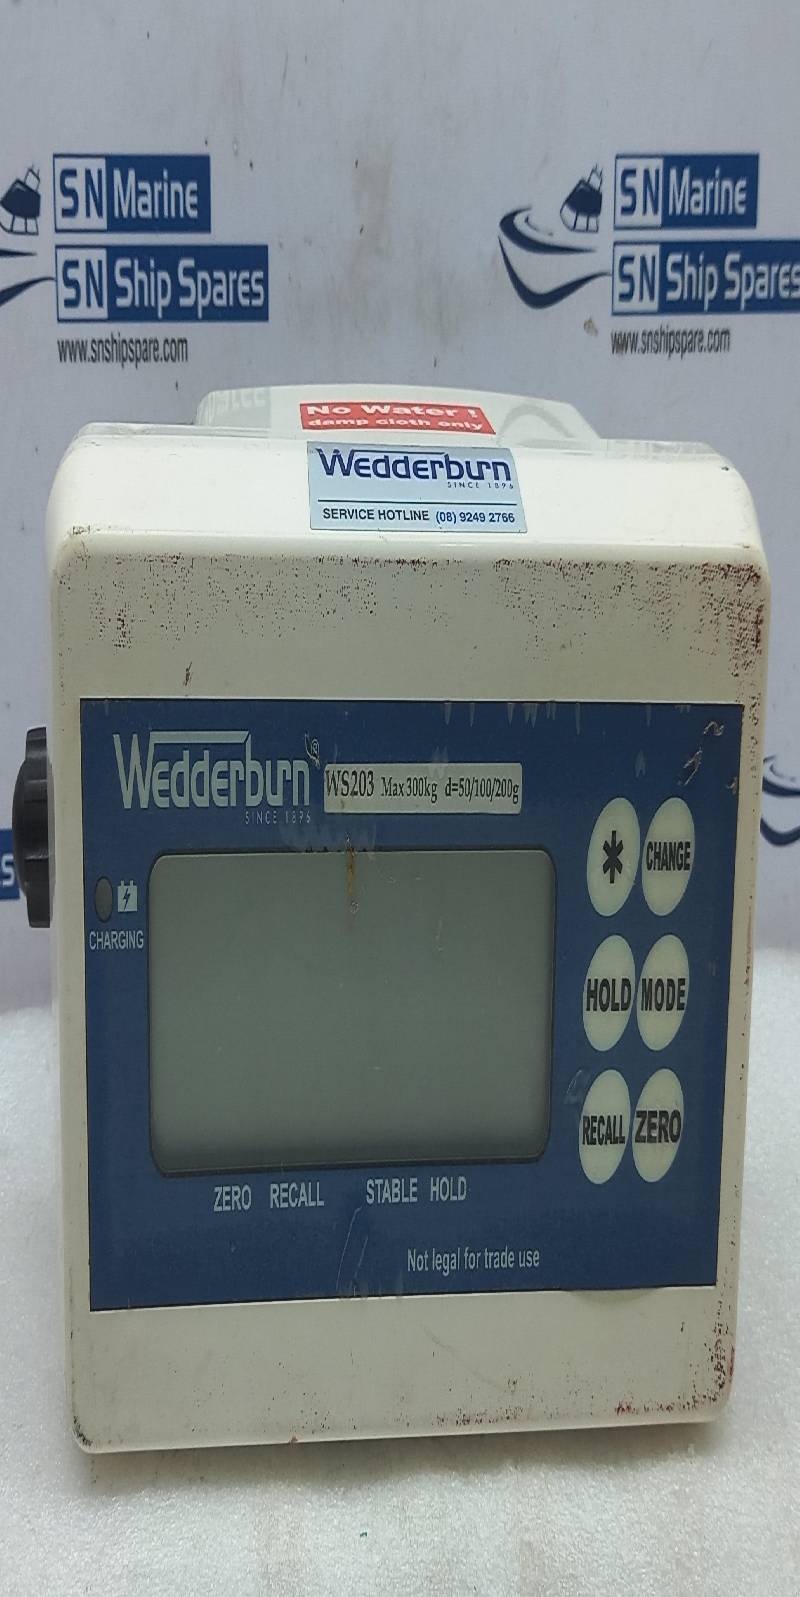 SN Marine
SN Ship Spares
www.snshipspare.com
SN Marine
SN Ship Spares
www.snshipspare.com
No Water !
damp cloth only
Wedderburn
SINCE 1896
SERVICE HOTLINE (08) 9249 2766
Wedderburn
SINCE 1896
WS203 Max 300kg d=50/100/200g
* CHANGE
CHARGING
HOLD MODE
RECALL ZERO
ZERO RECALL STABLE HOLD
Not legal for trade use